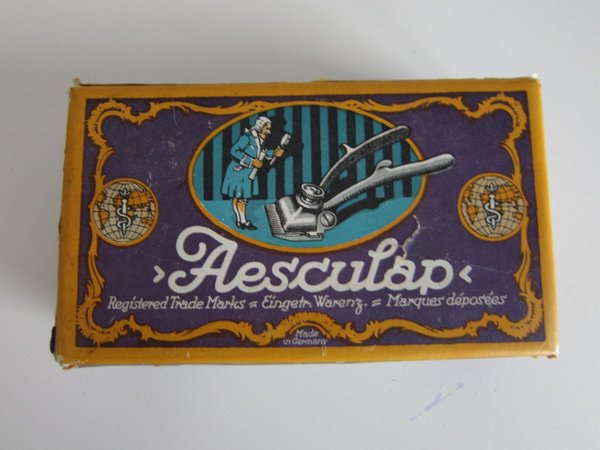 ›Aesculap‹
Registered Trade Marks = Eingetr. Warenz. = Marques déposées
Made
in Germany